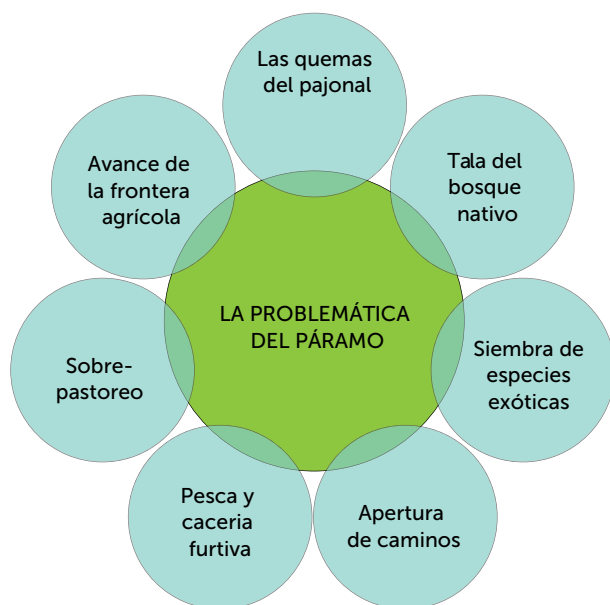 Las quemas
del pajonal
Tala del
bosque
nativo
Siembra de
especies
exóticas
Apertura
de caminos
Pesca y
caceria
furtiva
Sobre-
pastoreo
Avance de
la frontera
agrícola
LA PROBLEMÁTICA
DEL PÁRAMO